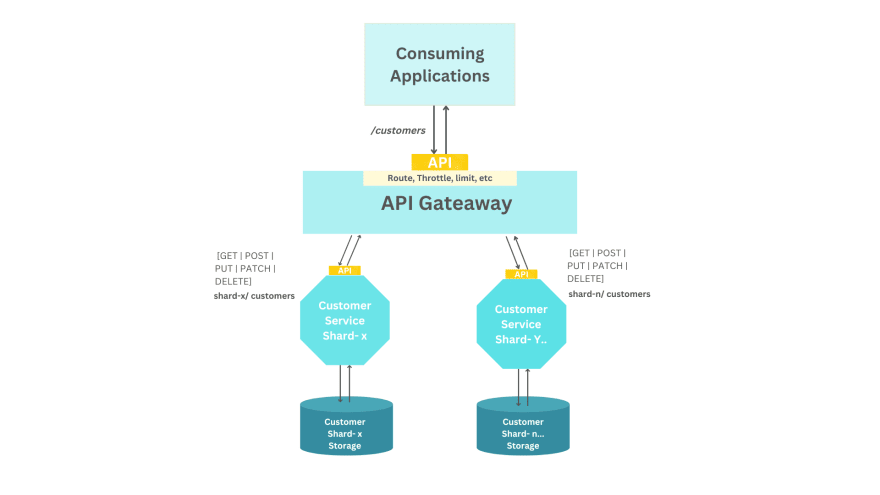 Consuming
Applications
/customers
API
Route, Throttle, limit, etc
API Gateaway
[GET | POST |
PUT | PATCH |
DELETE]
shard-x/ customers
[GET | POST |
PUT | PATCH |
DELETE]
shard-n/ customers
API
Customer
Service
Shard- x
API
Customer
Service
Shard- Y..
Customer
Shard- x
Storage
Customer
Shard- n...
Storage